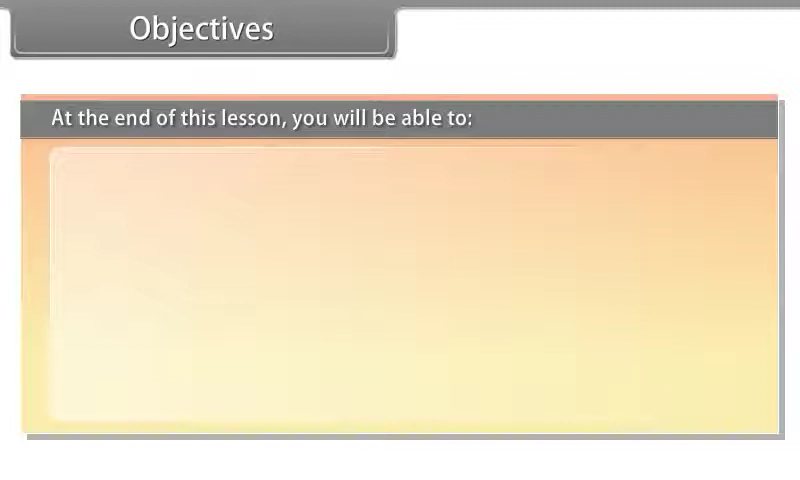 Objectives
At the end of this lesson, you will be able to: